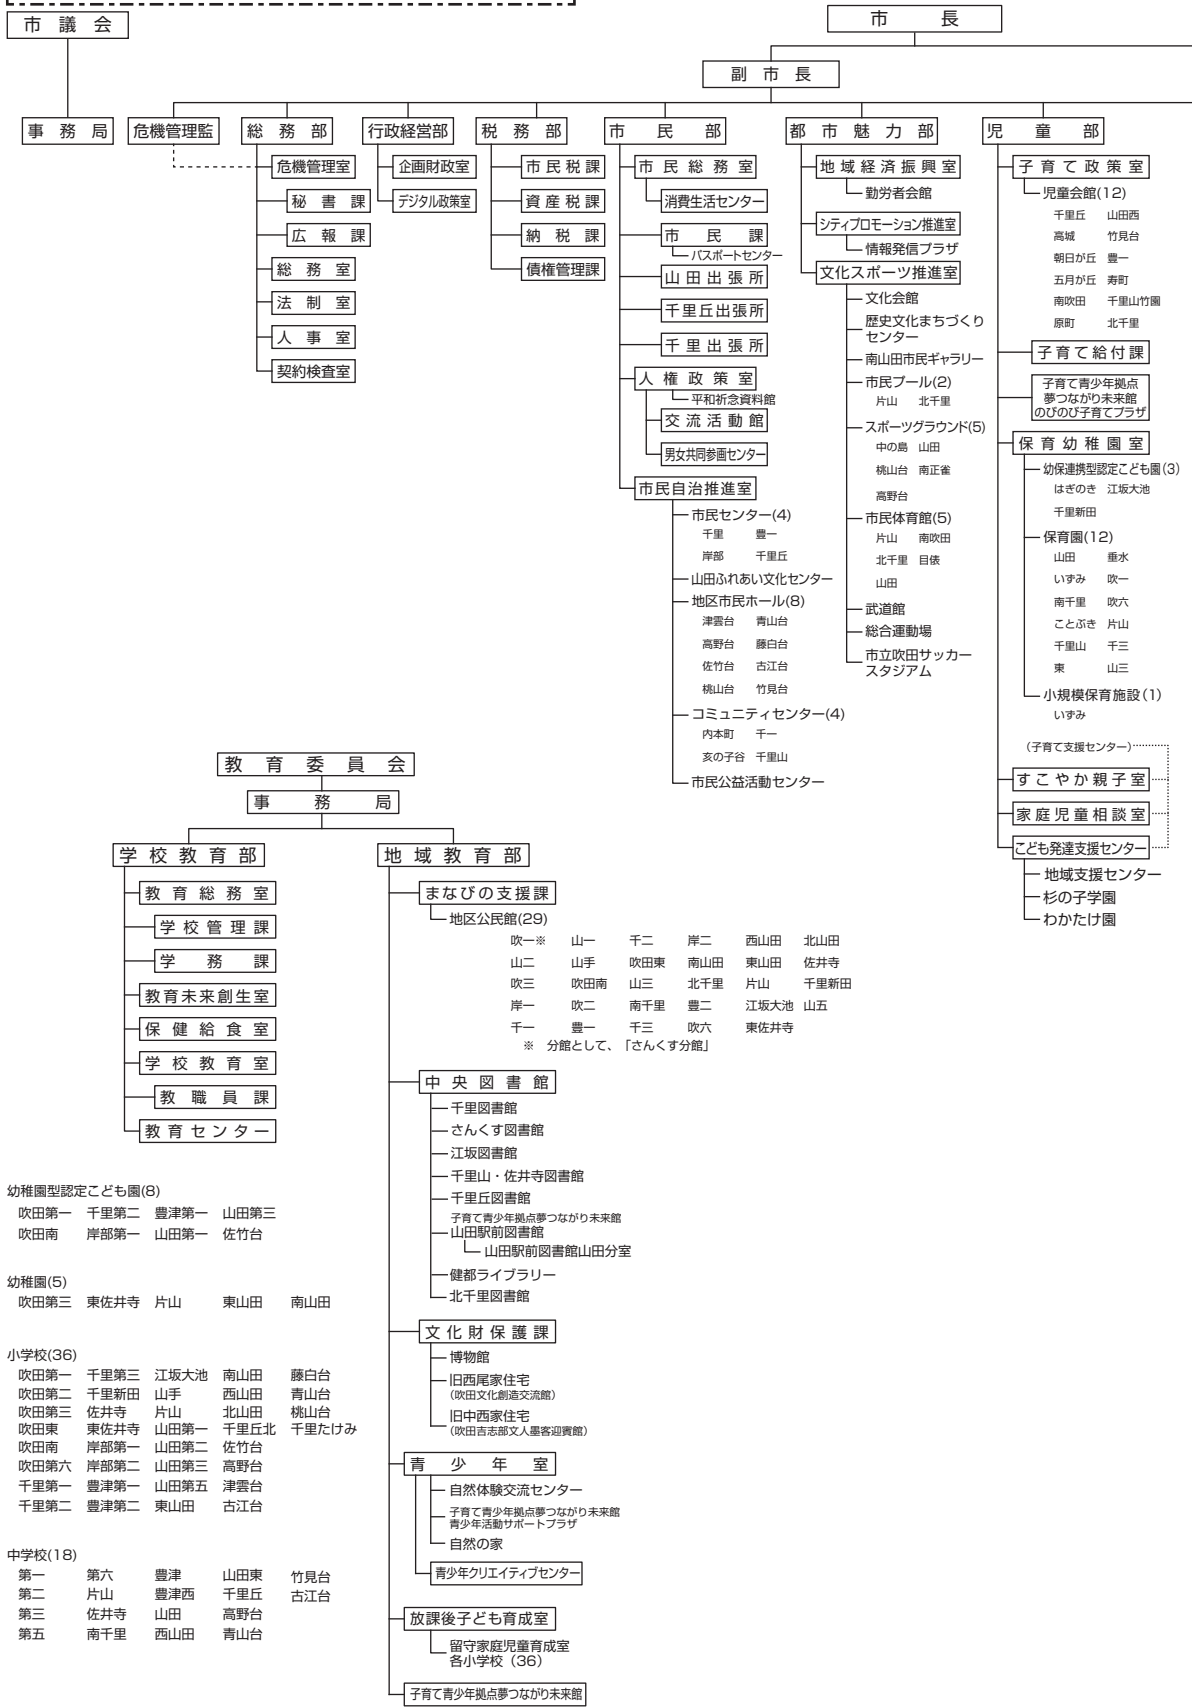 市議会
市長
副市長
事務局
危機管理監
総務部
行政経営部
税務部
市民部
都市魅力部
児童部
危機管理室
秘書課
広報課
総務室
法制室
人事室
契約検査室
企画財政室
デジタル政策室
市民税課
資産税課
納税課
債権管理課
市民総務室
消費生活センター
市民課
パスポートセンター
山田出張所
千里丘出張所
千里出張所
人権政策室
平和祈念資料館
交流活動館
男女共同参画センター
市民自治推進室
市民センター(4)
千里 豊一
岸部 千里丘
山田ふれあい文化センター
地区市民ホール(8)
津雲台 青山台
高野台 藤白台
佐竹台 古江台
桃山台 竹見台
コミュニティセンター(4)
内本町 千一
亥の子谷 千里山
市民公益活動センター
地域経済振興室
勤労者会館
シティプロモーション推進室
情報発信プラザ
文化スポーツ推進室
文化会館
歴史文化まちづくり
センター
南山田市民ギャラリー
市民プール(2)
片山 北千里
スポーツグラウンド(5)
中の島 山田
桃山台 南正雀
高野台
市民体育館(5)
片山 南吹田
北千里 目俵
山田
武道館
総合運動場
市立吹田サッカー
スタジアム
子育て政策室
児童会館(12)
千里丘 山田西
高城 竹見台
朝日が丘 豊一
五月が丘 寿町
南吹田 千里山竹園
原町 北千里
子育て給付課
子育て青少年拠点
夢つながり未来館
のびのび子育てプラザ
保育幼稚園室
幼保連携型認定こども園(3)
はぎのき 江坂大池
千里新田
保育園(12)
山田 垂水
いずみ 吹一
南千里 吹六
ことぶき 片山
千里山 千三
東 山三
小規模保育施設(1)
いずみ
(子育て支援センター)
すこやか親子室
家庭児童相談室
こども発達支援センター
地域支援センター
杉の子学園
わかたけ園
教育委員会
事務局
学校教育部
地域教育部
教育総務室
学校管理課
学務課
教育未来創生室
保健給食室
学校教育室
教職員課
教育センター
まなびの支援課
地区公民館(29)
吹一※ 山一 千二 岸二 西山田 北山田
山二 山手 吹田東 南山田 東山田 佐井寺
吹三 吹田南 山三 北千里 片山 千里新田
岸一 吹二 南千里 豊二 江坂大池 山五
千一 豊一 千三 吹六 東佐井寺
※ 分館として、「さんくす分館」
中央図書館
千里図書館
さんくす図書館
江坂図書館
千里山・佐井寺図書館
千里丘図書館
子育て青少年拠点夢つながり未来館
山田駅前図書館
山田駅前図書館山田分室
健都ライブラリー
北千里図書館
文化財保護課
博物館
旧西尾家住宅
(吹田文化創造交流館)
旧中西家住宅
(吹田吉志部文人墨客迎賓館)
青少年室
自然体験交流センター
子育て青少年拠点夢つながり未来館
青少年活動サポートプラザ
自然の家
青少年クリエイティブセンター
放課後子ども育成室
留守家庭児童育成室
各小学校(36)
子育て青少年拠点夢つながり未来館
幼稚園型認定こども園(8)
吹田第一 千里第二 豊津第一 山田第三
吹田南 岸部第一 山田第一 佐竹台
幼稚園(5)
吹田第三 東佐井寺 片山 東山田 南山田
小学校(36)
吹田第一 千里第三 江坂大池 南山田 藤白台
吹田第二 千里新田 山手 西山田 青山台
吹田第三 佐井寺 片山 北山田 桃山台
吹田東 東佐井寺 山田第一 千里丘北 千里たけみ
吹田南 岸部第一 山田第二 佐竹台
吹田第六 岸部第二 山田第三 高野台
千里第一 豊津第一 山田第五 津雲台
千里第二 豊津第二 東山田 古江台
中学校(18)
第一 第六 豊津 山田東 竹見台
第二 片山 豊津西 千里丘 古江台
第三 佐井寺 山田 高野台
第五 南千里 西山田 青山台